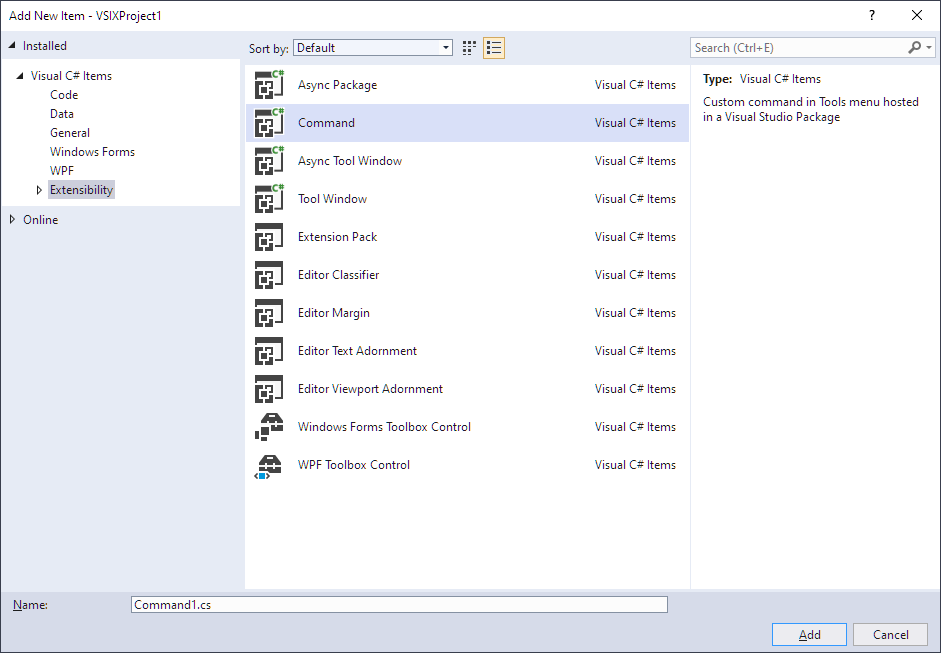 Add New Item - VSIXProject1
?
Installed
Visual C# Items
Code
Data
General
Windows Forms
WPF
Extensibility
Online
Sort by: Default
C# Async Package Visual C# Items
C# Command Visual C# Items
C# Async Tool Window Visual C# Items
C# Tool Window Visual C# Items
Extension Pack Visual C# Items
Editor Classifier Visual C# Items
Editor Margin Visual C# Items
Editor Text Adornment Visual C# Items
Editor Viewport Adornment Visual C# Items
Windows Forms Toolbox Control Visual C# Items
WPF Toolbox Control Visual C# Items
Search (Ctrl+E)
Type: Visual C# Items
Custom command in Tools menu hosted
in a Visual Studio Package
Name: Command1.cs
Add Cancel